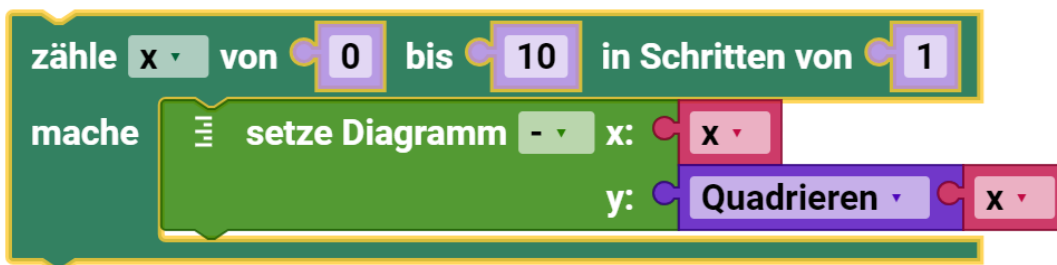 zähle x von 0 bis 10 in Schritten von 1
mache setze Diagramm - x: x
y: Quadrieren x